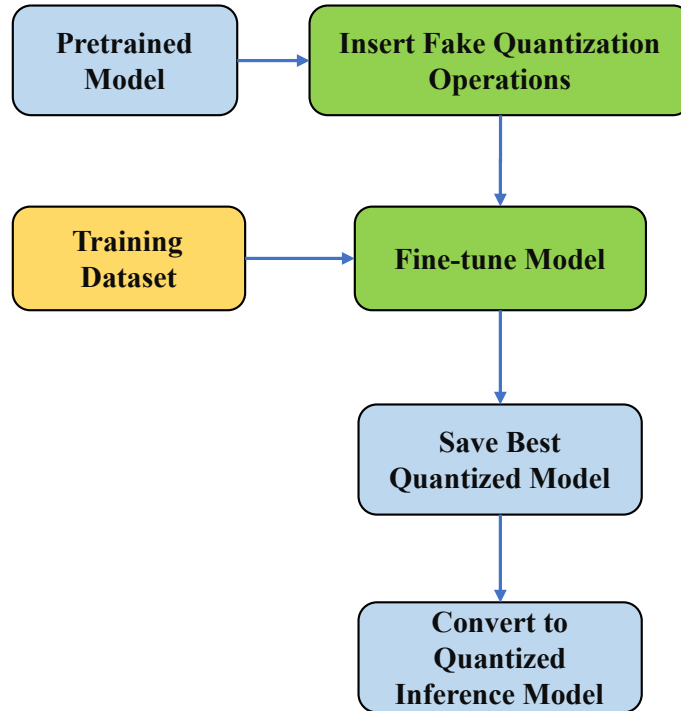 Pretrained
Model
Insert Fake Quantization
Operations
Training
Dataset
Fine-tune Model
Save Best
Quantized Model
Convert to
Quantized
Inference Model